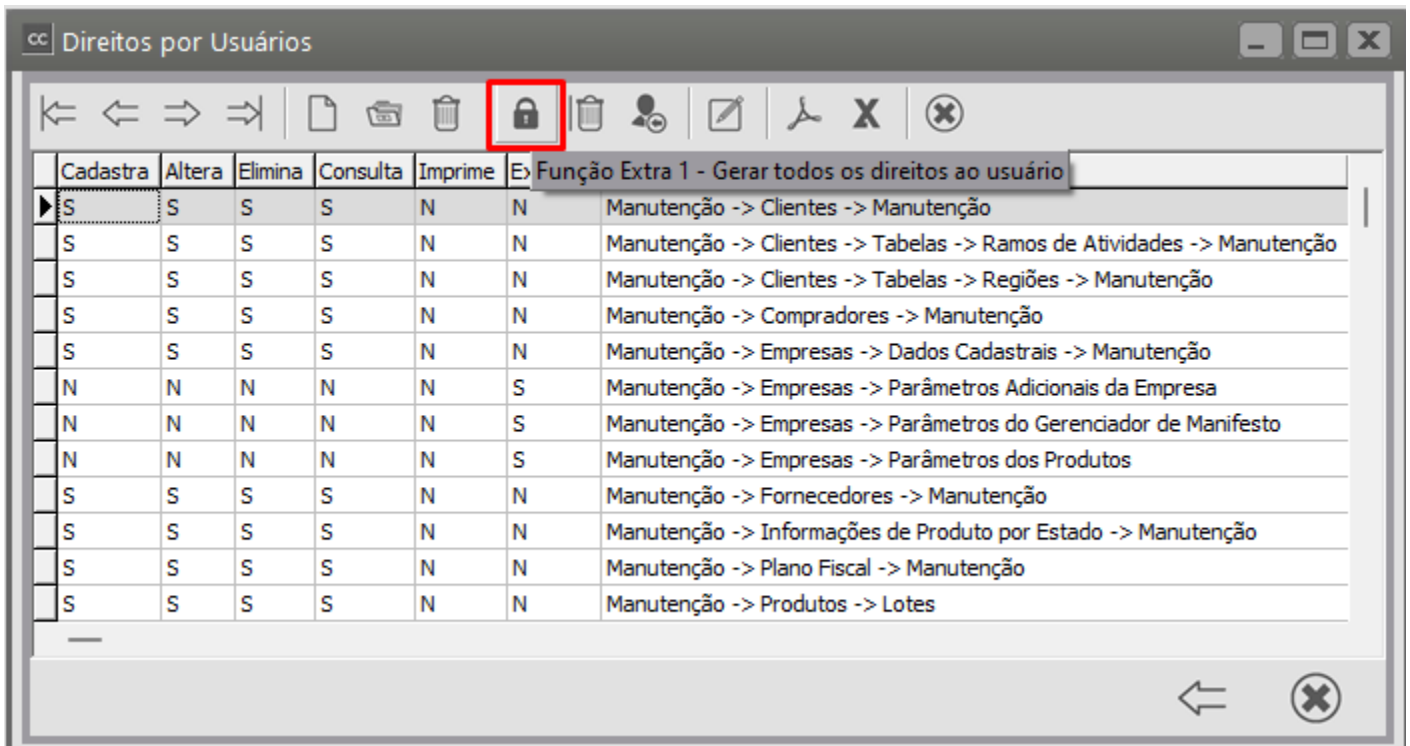 CC Direitos por Usuários
X
Cadastra Altera Elimina Consulta Imprime Ex Função Extra 1 - Gerar todos os direitos ao usuário
S S S S N N Manutenção -> Clientes -> Manutenção
S S S S N N Manutenção -> Clientes -> Tabelas -> Ramos de Atividades -> Manutenção
S S S S N N Manutenção -> Clientes -> Tabelas -> Regiões -> Manutenção
S S S S N N Manutenção -> Compradores -> Manutenção
S S S S N N Manutenção -> Empresas -> Dados Cadastrais -> Manutenção
N N N N N S Manutenção -> Empresas -> Parâmetros Adicionais da Empresa
N N N N N S Manutenção -> Empresas -> Parâmetros do Gerenciador de Manifesto
N N N N N S Manutenção -> Empresas -> Parâmetros dos Produtos
S S S S N N Manutenção -> Fornecedores -> Manutenção
S S S S N N Manutenção -> Informações de Produto por Estado -> Manutenção
S S S S N N Manutenção -> Plano Fiscal -> Manutenção
S S S S N N Manutenção -> Produtos -> Lotes